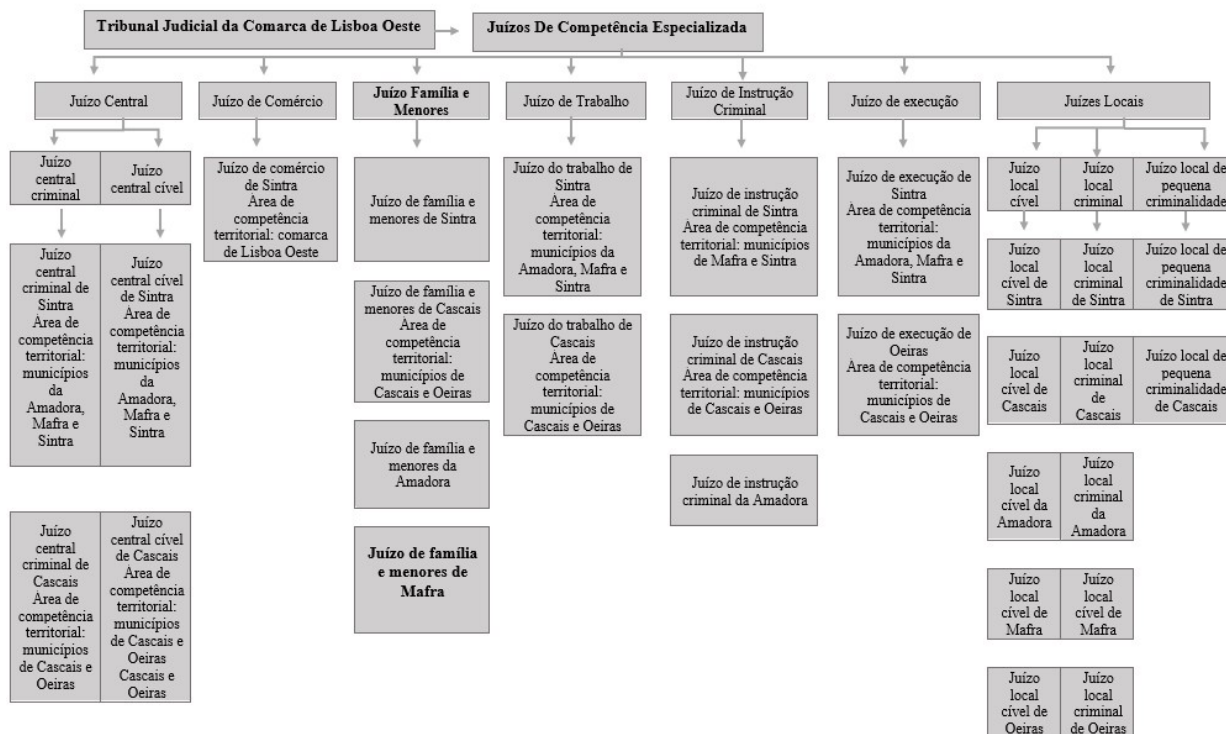 Tribunal Judicial da Comarca de Lisboa Oeste
Juízos De Competência Especializada
Juízo Central
Juízo de Comércio
Juízo Família e
Menores
Juízo de Trabalho
Juízo de Instrução
Criminal
Juízo de execução
Juízes Locais
Juízo
central
criminal
Juízo
central cível
Juízo
central
criminal de
Sintra
Área de
competência
territorial:
municípios
da
Amadora,
Mafra e
Sintra
Juízo
central cível
de Sintra
Área de
competência
territorial:
municípios
da
Amadora,
Mafra e
Sintra
Juízo
central
criminal de
Cascais
Área de
competência
territorial:
municípios
de Cascais e
Oeiras
Juízo
central cível
de Cascais
Área de
competência
territorial:
municípios
de Cascais e
Oeiras
Cascais e
Oeiras
Juízo de comércio
de Sintra
Área de
competência
territorial: comarca
de Lisboa Oeste
Juízo de família e
menores de Sintra
Juízo de família e
menores de Cascais
Área de
competência
territorial:
municípios de
Cascais e Oeiras
Juízo de família e
menores da
Amadora
Juízo de família
e menores de
Mafra
Juízo do trabalho de
Sintra
Área de
competência
territorial:
municípios da
Amadora, Mafra e
Sintra
Juízo do trabalho de
Cascais
Área de
competência
territorial:
municípios de
Cascais e Oeiras
Juízo de instrução
criminal de Sintra
Área de competência
territorial: municípios
de Mafra e Sintra
Juízo de instrução
criminal de Cascais
Área de competência
territorial: municípios
de Cascais e Oeiras
Juízo de instrução
criminal da Amadora
Juízo de execução de
Sintra
Área de competência
territorial:
municípios da
Amadora, Mafra e
Sintra
Juízo de execução de
Oeiras
Área de competência
territorial:
municípios de
Cascais e Oeiras
Juízo
local
cível
Juízo
local
criminal
Juízo local de
pequena
criminalidade
Juízo
local
cível de
Sintra
Juízo
local
criminal
de Sintra
Juízo local de
pequena
criminalidade
de Sintra
Juízo
local
cível de
Cascais
Juízo
local
criminal
de
Cascais
Juízo local de
pequena
criminalidade
de Cascais
Juízo
local
cível da
Amadora
Juízo
local
criminal
da
Amadora
Juízo
local
cível de
Mafra
Juízo
local
cível de
Mafra
Juízo
local
cível de
Oeiras
Juízo
local
criminal
de Oeiras